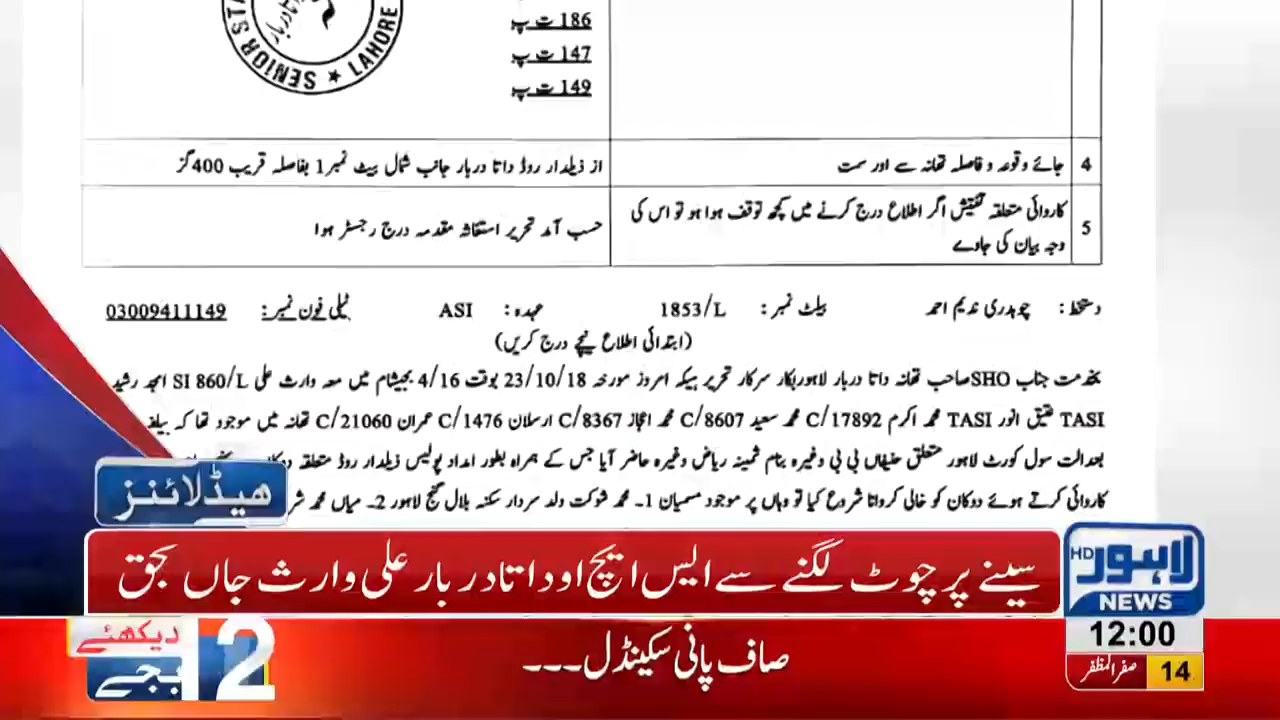 186 ت پ
147 ت پ
149 ت پ
SENIOR
LAHORE
4 جائے وقوعہ و فاصلہ تھانہ سے اور سمت
از ذیلدار روڈ داتا دربار جانب شمال بیٹ نمبر 1 بفاصلہ قریب 400 گز
5 کاروائی متعلقہ تفتیش اگر اطلاع درج کرنے میں کچھ توقف ہوا ہو تو اس کی
وجہ بیان کی جاوے
حسب آمد تحریر استغاثہ مقدمہ درج رجسٹر ہوا
دستخط: چوہدری ندیم احمد بیلٹ نمبر: 1853/L عہدہ: ASI ٹیلی فون نمبر: 03009411149
(ابتدائی اطلاع نیچے درج کریں)
بخدمت جناب SHO صاحب تھانہ داتا دربار لاہور بکار سرکار تحریر ہیکہ امروز مورخہ 23/10/18 بوقت 4/16 بجے شام میں معہ وارث علی SI 860/L امجد رشید
TASI عتیق انور TASI محمد اکرم C/17892 محمد سعید C/8607 محمد اعجاز C/8367 ارسلان C/1476 عمران C/21060 تھانہ میں موجود تھا کہ بیلف
بعدالت سول کورٹ لاہور متعلق حنیفاں بی بی وغیرہ بنام ثمینہ ریاض وغیرہ حاضر آیا جس کے ہمراہ بطور امداد پولیس ذیلدار روڈ متعلقہ
کاروائی کرتے ہوئے دوکان کو خالی کروانا شروع کیا تو وہاں پر موجود مسمیان 1۔ محمد شوکت ولد سردار سکنہ بلال گنج لاہور 2۔ میاں محمد
ہیڈلائنز
سینے پر چوٹ لگنے سے ایس ایچ او داتا دربار علی وارث جاں بحق
لاہور HD
NEWS
12:00
14 صفر المظفر
دیکھئے
12 بجے
صاف پانی سکینڈل۔۔۔